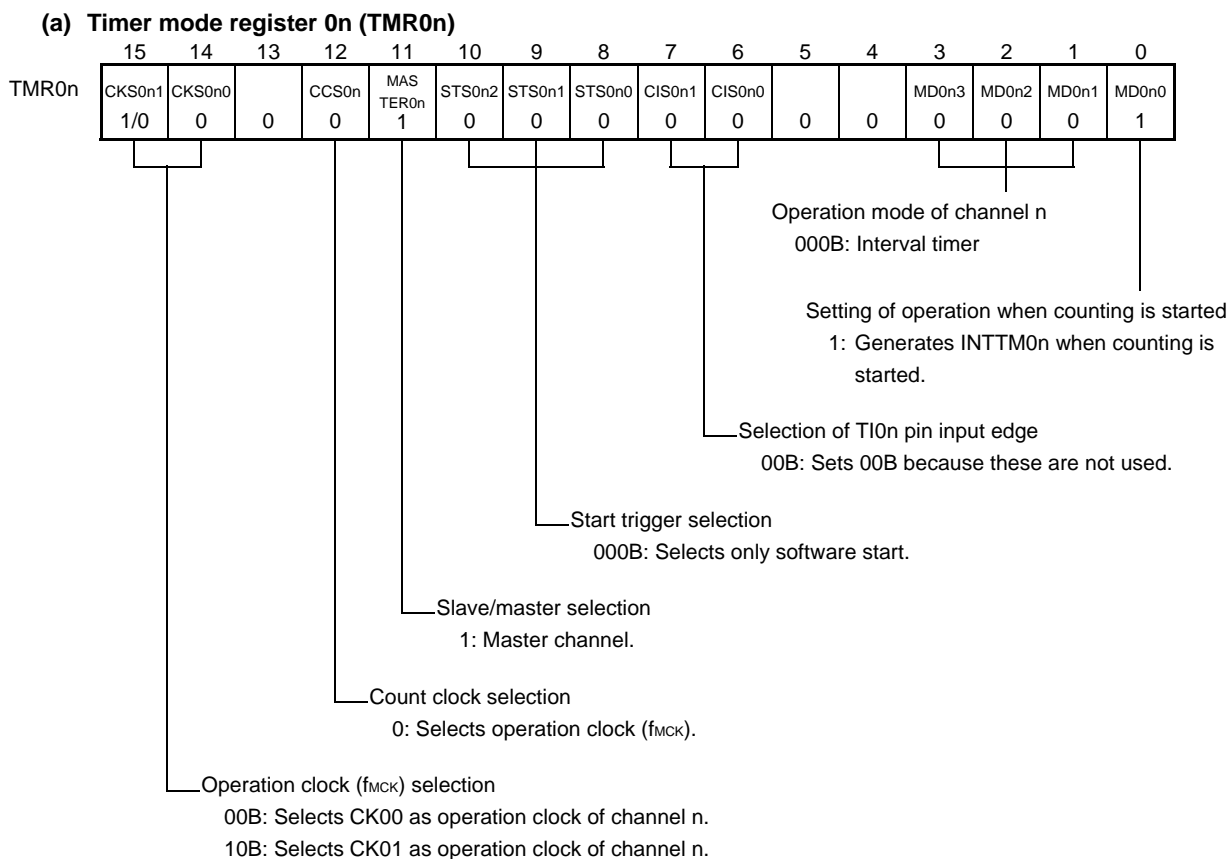 (a) Timer mode register 0n (TMR0n)
15 14 13 12 11 10 9 8 7 6 5 4 3 2 1 0
TMR0n CKS0n1 CKS0n0 CCS0n MAS TER0n STS0n2 STS0n1 STS0n0 CIS0n1 CIS0n0 MD0n3 MD0n2 MD0n1 MD0n0
1/0 0 0 0 1 0 0 0 0 0 0 0 0 0 0 1
Operation mode of channel n
000B: Interval timer
Setting of operation when counting is started
1: Generates INTTM0n when counting is
started.
Selection of TI0n pin input edge
00B: Sets 00B because these are not used.
Start trigger selection
000B: Selects only software start.
Slave/master selection
1: Master channel.
Count clock selection
0: Selects operation clock (fMCK).
Operation clock (fMCK) selection
00B: Selects CK00 as operation clock of channel n.
10B: Selects CK01 as operation clock of channel n.